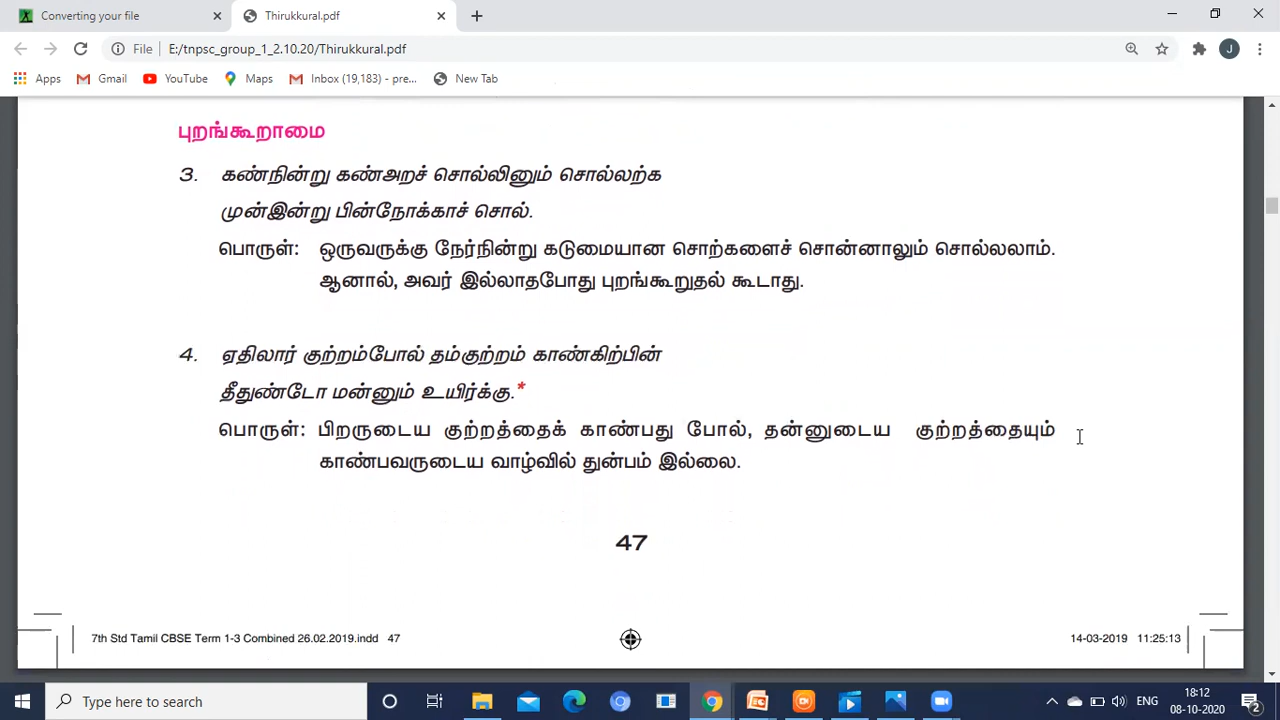 Converting your file
Thirukkural.pdf
File E:/tnpsc_group_1_2.10.20/Thirukkural.pdf
Apps Gmail YouTube Maps Inbox (19,183) - pre... New Tab
புறங்கூறாமை
3. கண்நின்று கண்அறச் சொல்லினும் சொல்லற்க
முன்இன்று பின்நோக்காச் சொல்.
பொருள்: ஒருவருக்கு நேர்நின்று கடுமையான சொற்களைச் சொன்னாலும் சொல்லலாம்.
ஆனால், அவர் இல்லாதபோது புறங்கூறுதல் கூடாது.
4. ஏதிலார் குற்றம்போல் தம்குற்றம் காண்கிற்பின்
தீதுண்டோ மன்னும் உயிர்க்கு.*
பொருள்: பிறருடைய குற்றத்தைக் காண்பது போல், தன்னுடைய குற்றத்தையும்
காண்பவருடைய வாழ்வில் துன்பம் இல்லை.
47
7th Std Tamil CBSE Term 1-3 Combined 26.02.2019.indd 47
14-03-2019 11:25:13
Type here to search
ENG
18:12
08-10-2020
2